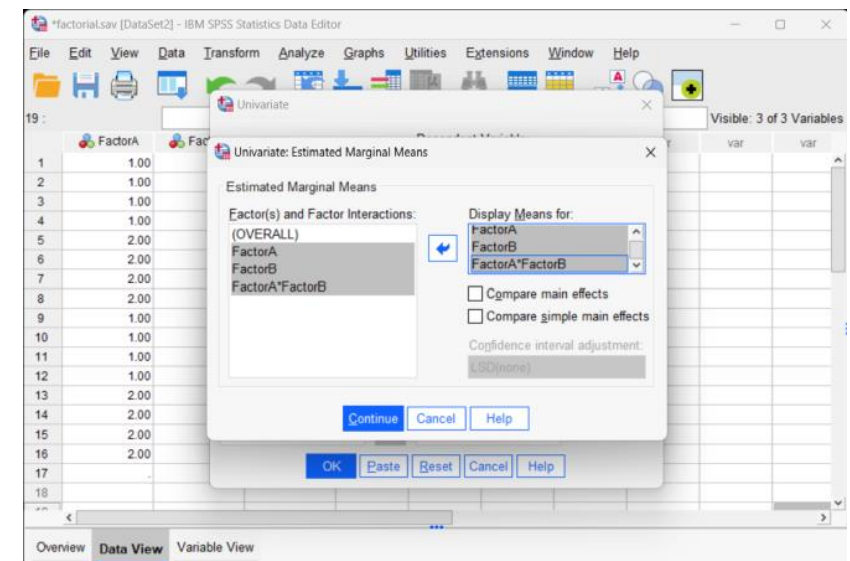 *factorial.sav [DataSet2] - IBM SPSS Statistics Data Editor
File Edit View Data Transform Analyze Graphs Utilities Extensions Window Help
19 :
Visible: 3 of 3 Variables
FactorA Fac var var
Univariate
Univariate: Estimated Marginal Means
Estimated Marginal Means
Factor(s) and Factor Interactions:
(OVERALL)
FactorA
FactorB
FactorA*FactorB
Display Means for:
FactorA
FactorB
FactorA*FactorB
Compare main effects
Compare simple main effects
Confidence interval adjustment:
LSD(none)
Continue Cancel Help
OK Paste Reset Cancel Help
1 1.00
2 1.00
3 1.00
4 1.00
5 2.00
6 2.00
7 2.00
8 2.00
9 1.00
10 1.00
11 1.00
12 1.00
13 2.00
14 2.00
15 2.00
16 2.00
17 .
18
Overview Data View Variable View